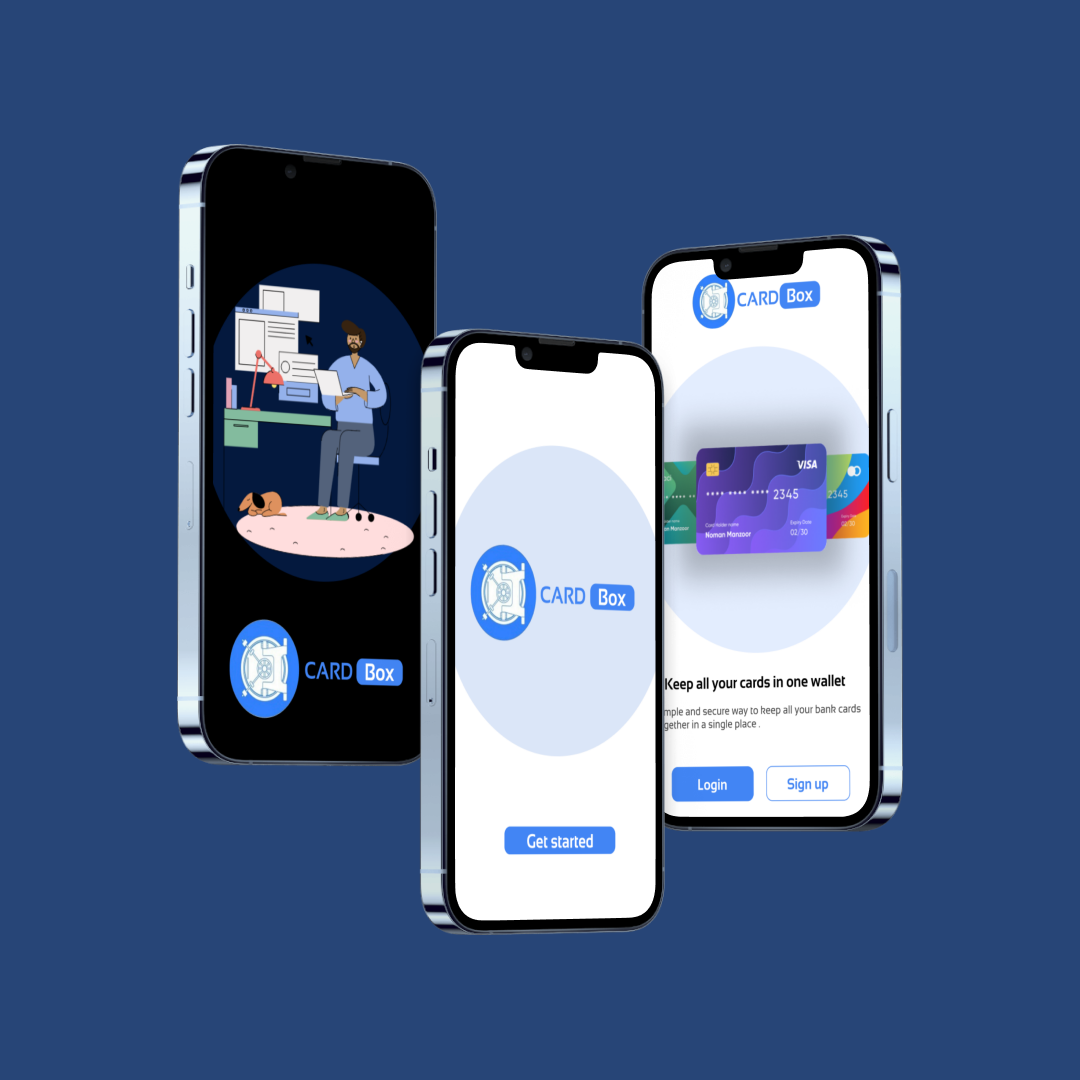 CARD Box
CARD Box
Get started
CARD Box
VISA
2345
Card Holder name
Noman Manzoor
Expiry Date
02/30
2345
02/30
Keep all your cards in one wallet
mple and secure way to keep all your bank cards
gether in a single place .
Login
Sign up